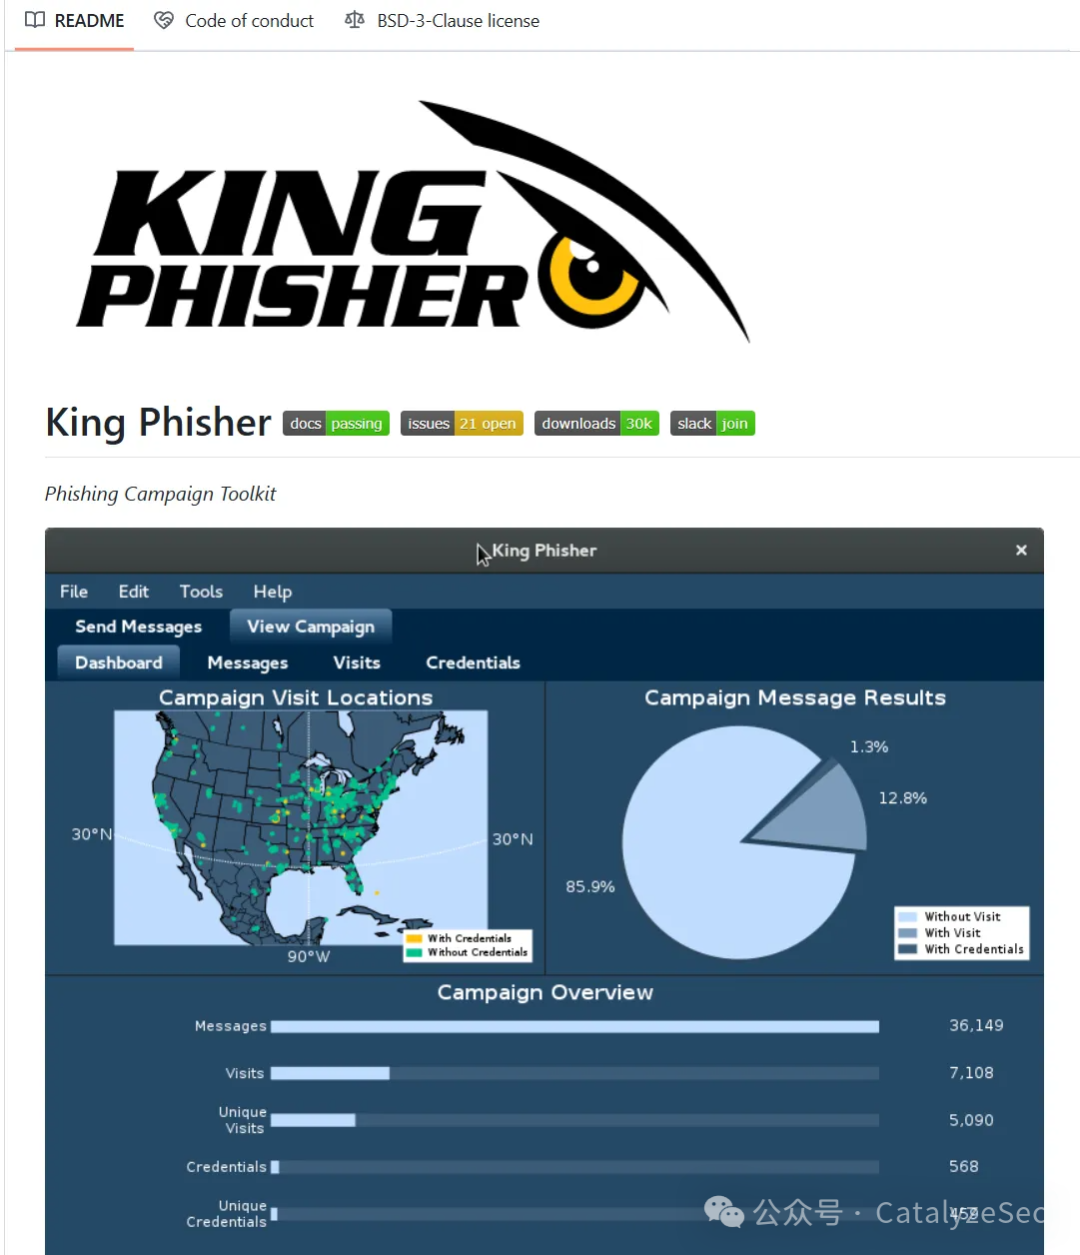 README Code of conduct BSD-3-Clause license
KING
PHISHER
King Phisher docs passing issues 21 open downloads 30k slack join
Phishing Campaign Toolkit
King Phisher ×
File Edit Tools Help
Send Messages View Campaign
Dashboard Messages Visits Credentials
Campaign Visit Locations
30°N 30°N
90°W
With Credentials
Without Credentials
Campaign Message Results
1.3%
12.8%
85.9%
Without Visit
With Visit
With Credentials
Campaign Overview
Messages 36,149
Visits 7,108
Unique
Visits 5,090
Credentials 568
Unique
Credentials 459
公众号 · CatalyzeSec